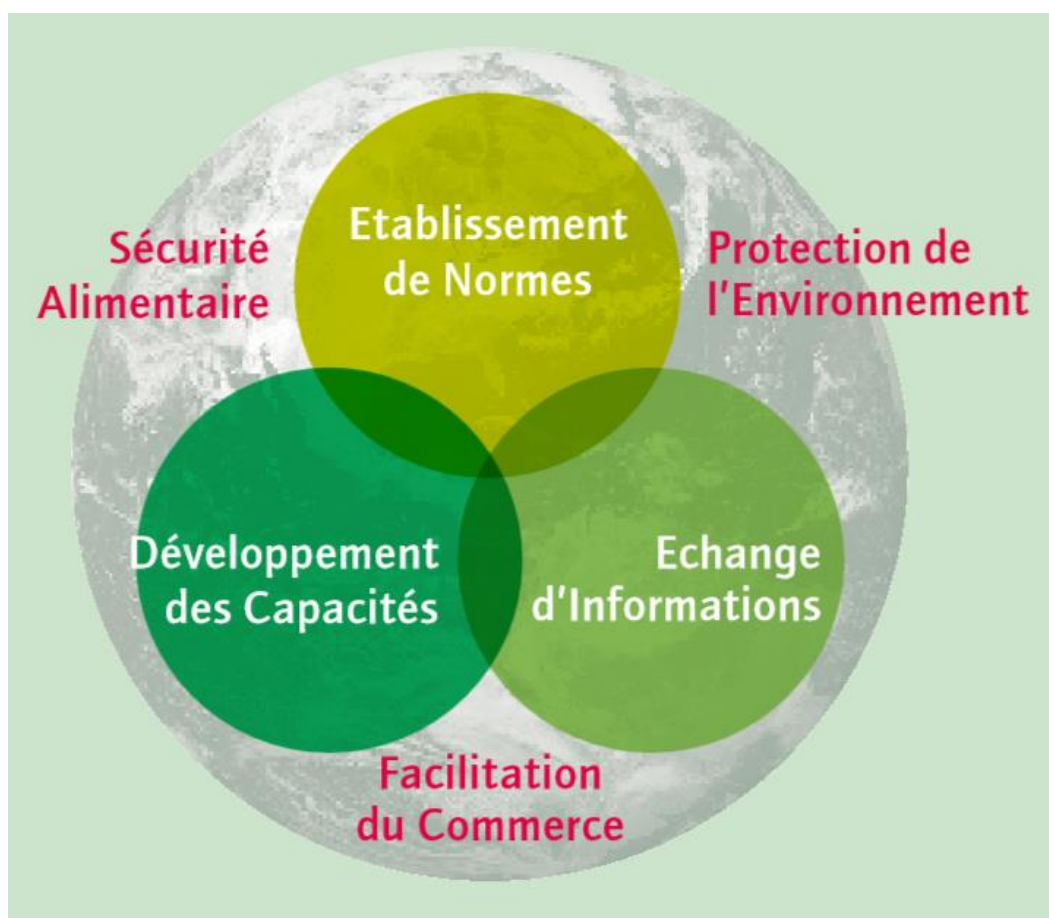 Etablissement
de Normes
Sécurité
Alimentaire
Protection de
l'Environnement
Développement
des Capacités
Echange
d'Informations
Facilitation
du Commerce